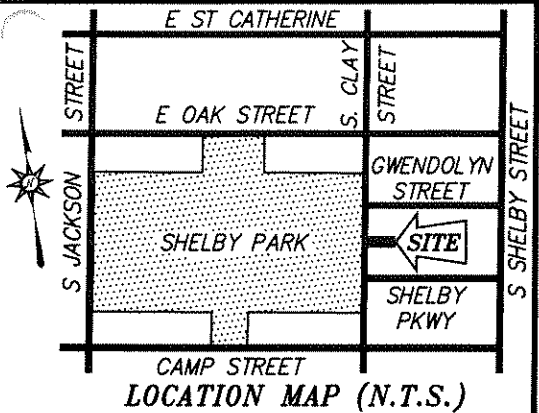 E ST CATHERINE
STREET
S. CLAY
STREET
E OAK STREET
GWENDOLYN
STREET
S JACKSON
SHELBY PARK
SITE
S SHELBY STREET
SHELBY
PKWY
CAMP STREET
LOCATION MAP (N.T.S.)
N